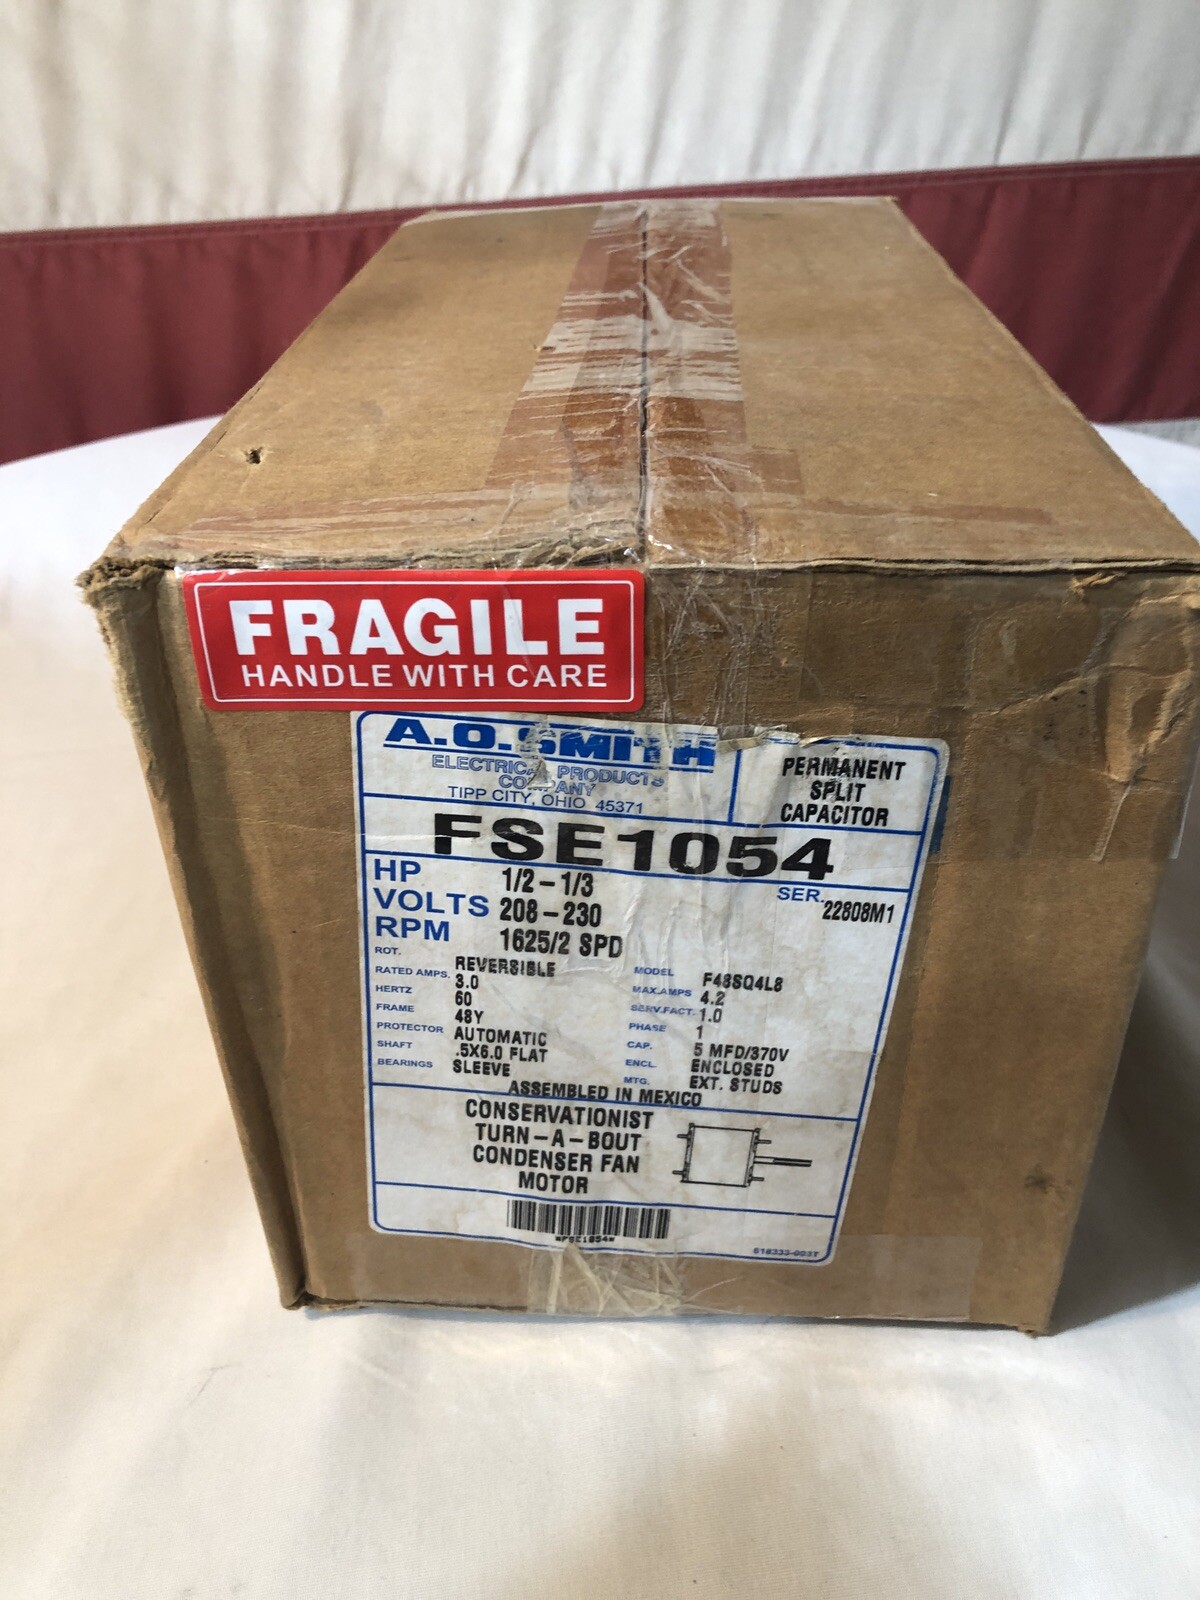 FRAGILE
HANDLE WITH CARE
A.O.SMITH
ELECTRICAL PRODUCTS
COMPANY
TIPP CITY, OHIO 45371
PERMANENT
SPLIT
CAPACITOR
FSE1054
HP 1/2-1/3
VOLTS 208-230
RPM 1625/2 SPD
SER. 22808M1
ROT. REVERSIBLE
RATED AMPS. 3.0
HERTZ 60
FRAME 48Y
PROTECTOR AUTOMATIC
SHAFT .5X6.0 FLAT
BEARINGS SLEEVE
MODEL F48SQ4L8
MAX.AMPS 4.2
SERV.FACT. 1.0
PHASE 1
CAP. 5 MFD/370V
ENCL. ENCLOSED
MTG. EXT. STUDS
ASSEMBLED IN MEXICO
CONSERVATIONIST
TURN-A-BOUT
CONDENSER FAN
MOTOR
*FSE1054*
616333-003T